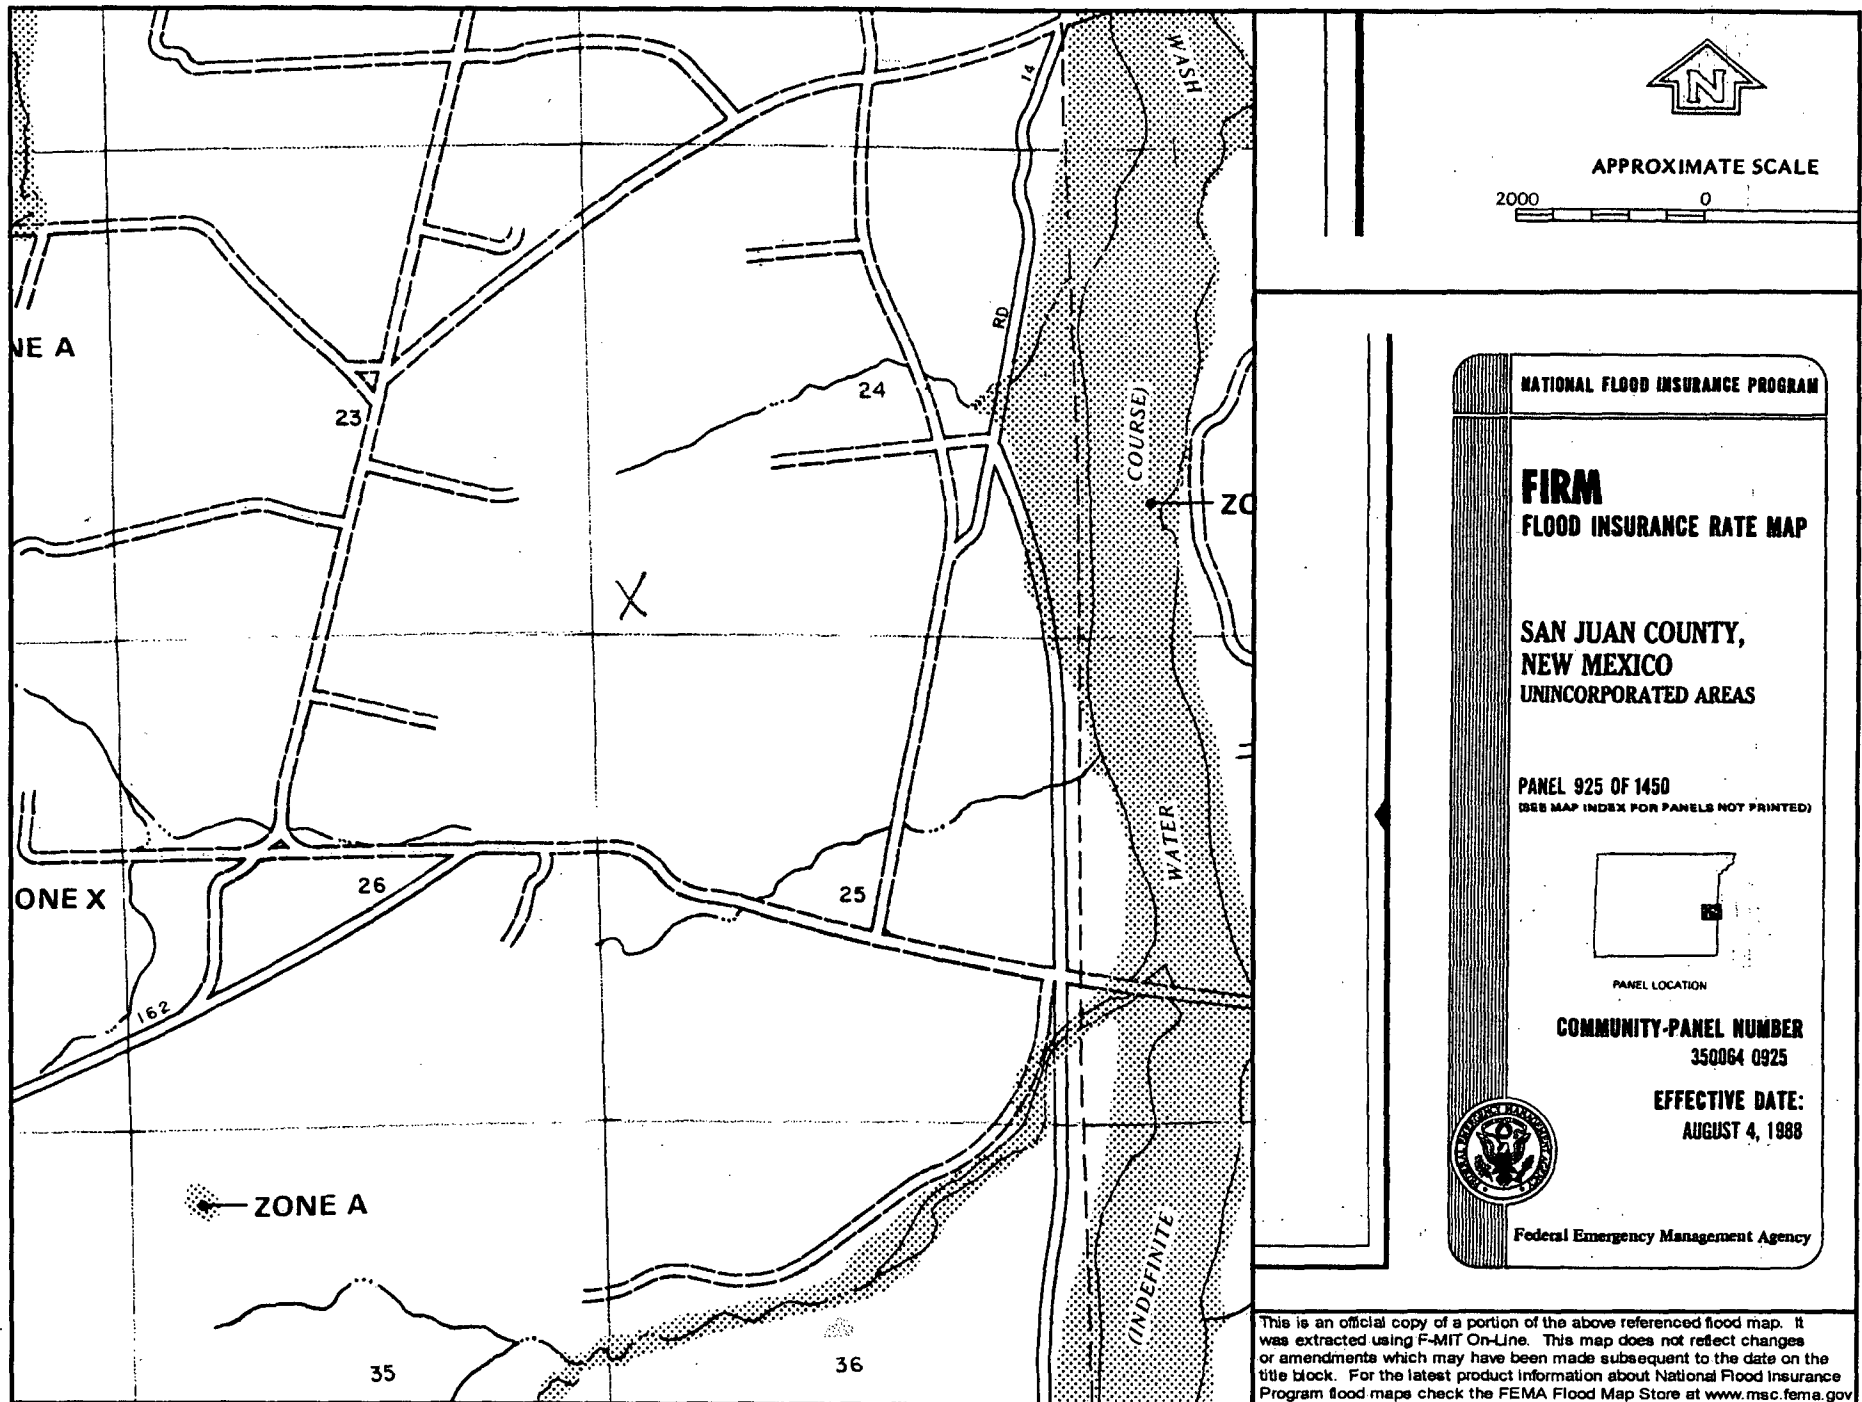 WASH
14
N
APPROXIMATE SCALE
2000 0
RD
NE A
24
23
COURSE)
ZO
X
NATIONAL FLOOD INSURANCE PROGRAM
FIRM
FLOOD INSURANCE RATE MAP
SAN JUAN COUNTY,
NEW MEXICO
UNINCORPORATED AREAS
PANEL 925 OF 1450
(SEE MAP INDEX FOR PANELS NOT PRINTED)
WATER
26
25
ONE X
162
PANEL LOCATION
COMMUNITY-PANEL NUMBER
350064 0925
EFFECTIVE DATE:
AUGUST 4, 1988
FEDERAL EMERGENCY MANAGEMENT AGENCY
ZONE A
(INDEFINITE
Federal Emergency Management Agency
35
36
This is an official copy of a portion of the above referenced flood map. It
was extracted using F-MIT On-Line. This map does not reflect changes
or amendments which may have been made subsequent to the date on the
title block. For the latest product information about National Flood Insurance
Program flood maps check the FEMA Flood Map Store at www.msc.fema.gov